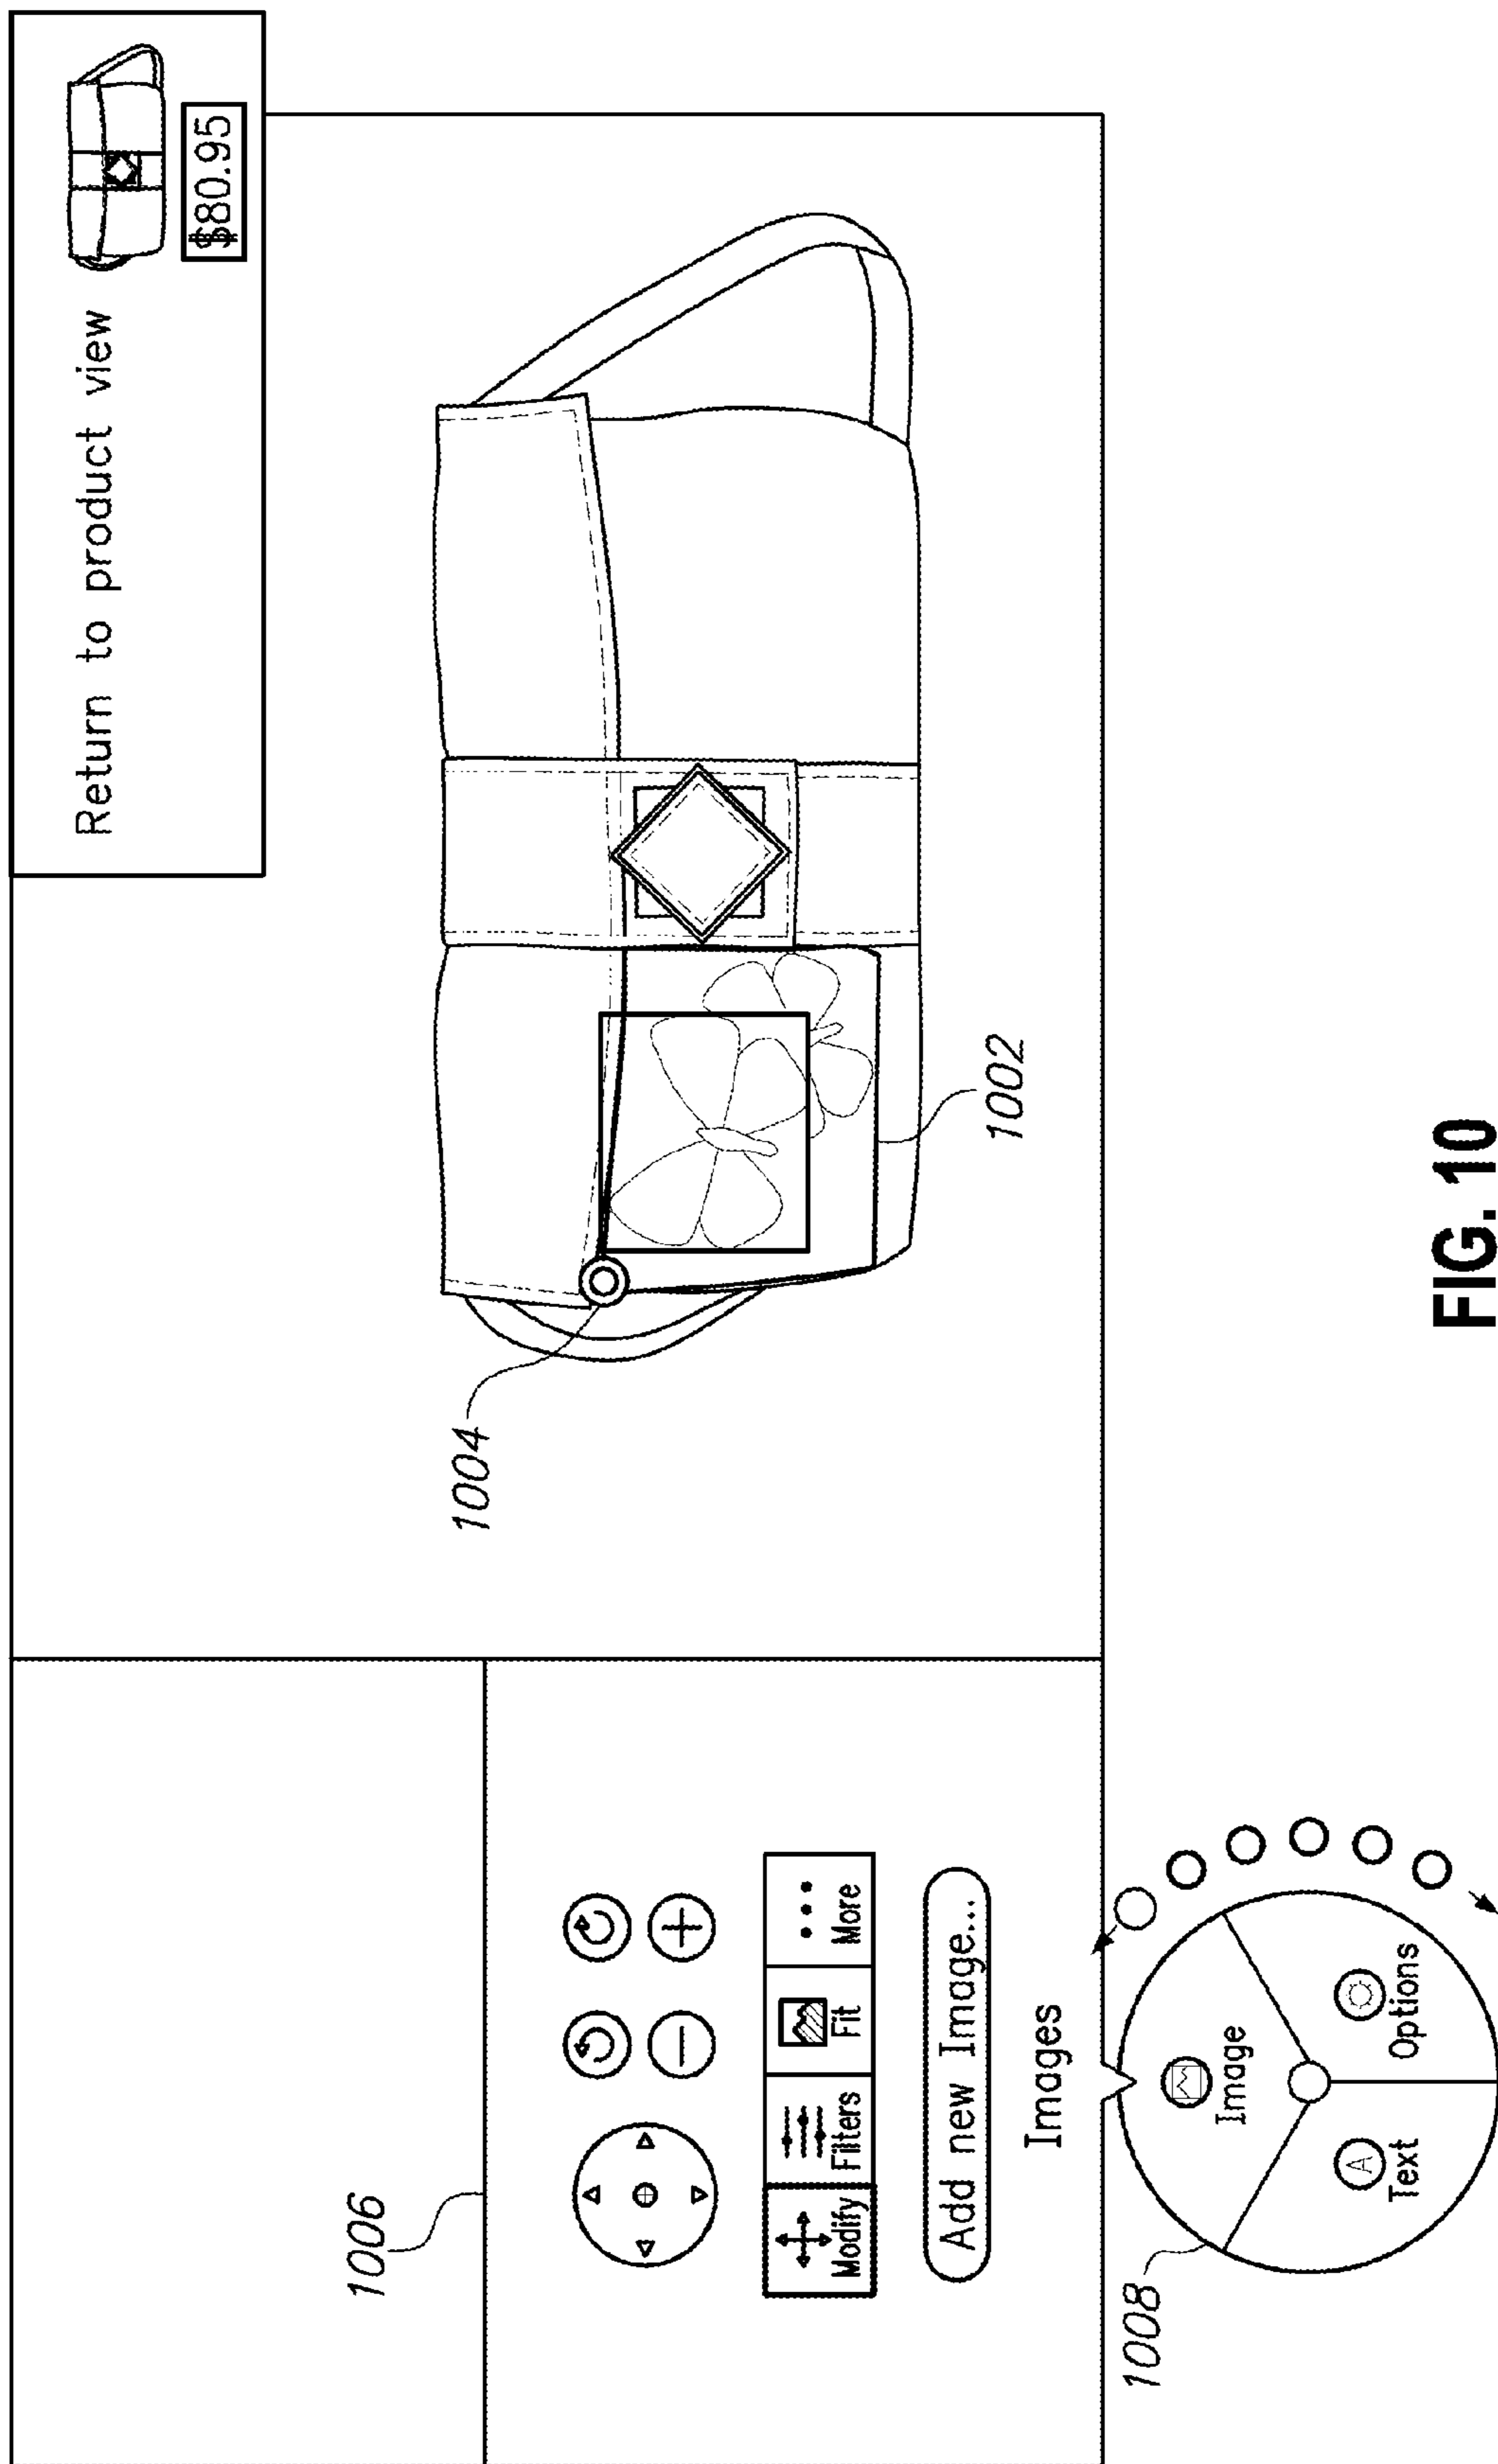 Return to product view
$80.95
1004
1002
1006
Modify
Filters
Fit
More
Add new Image...
Images
1008
Image
Text
A
Options
FIG. 10